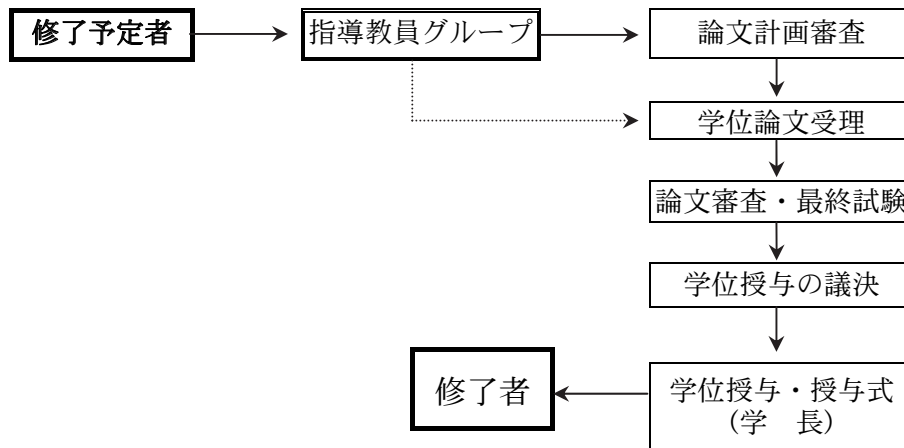 修了予定者
指導教員グループ
論文計画審査
学位論文受理
論文審査・最終試験
学位授与の議決
学位授与・授与式
(学　長)
修了者